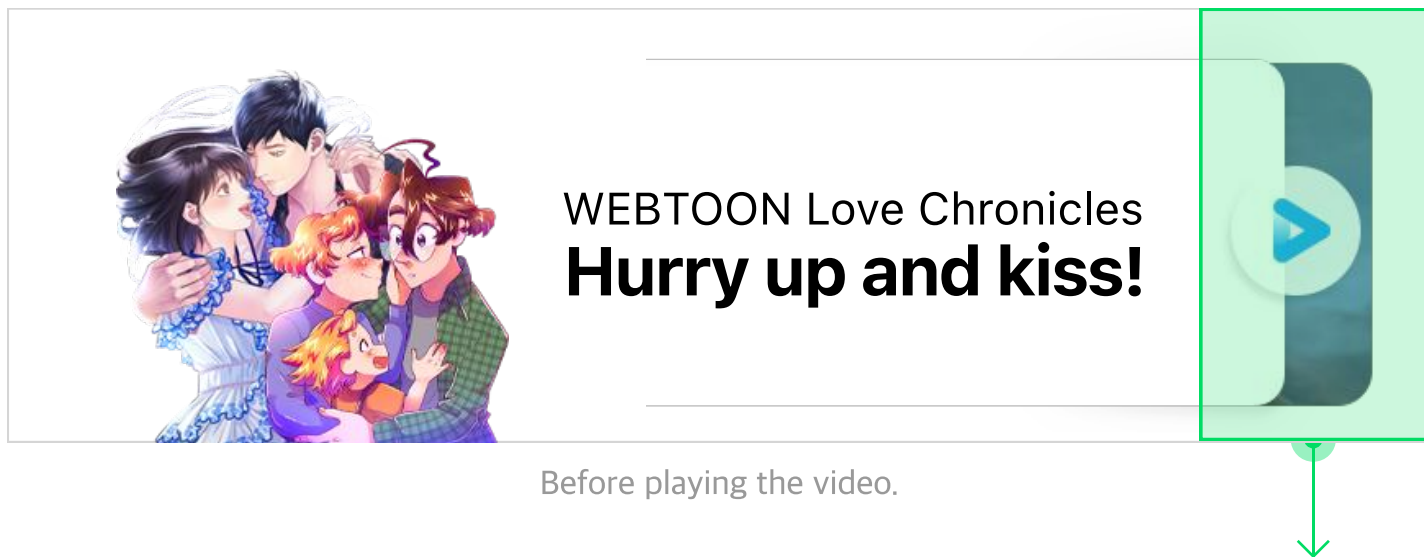 WEBTOON Love Chronicles
Hurry up and kiss!
Before playing the video.